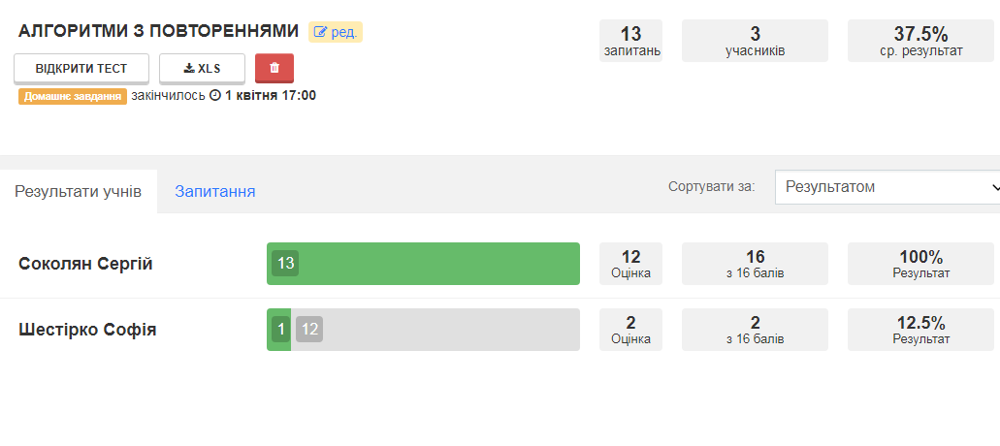 АЛГОРИТМИ З ПОВТОРЕННЯМИ ред.
13
запитань
3
учасників
37.5%
ср. результат
ВІДКРИТИ ТЕСТ XLS
Домашнє завдання закінчилось 1 квітня 17:00
Результати учнів Запитання
Сортувати за: Результатом
Соколян Сергій
13
12
Оцінка
16
з 16 балів
100%
Результат
Шестірко Софія
1 12
2
Оцінка
2
з 16 балів
12.5%
Результат